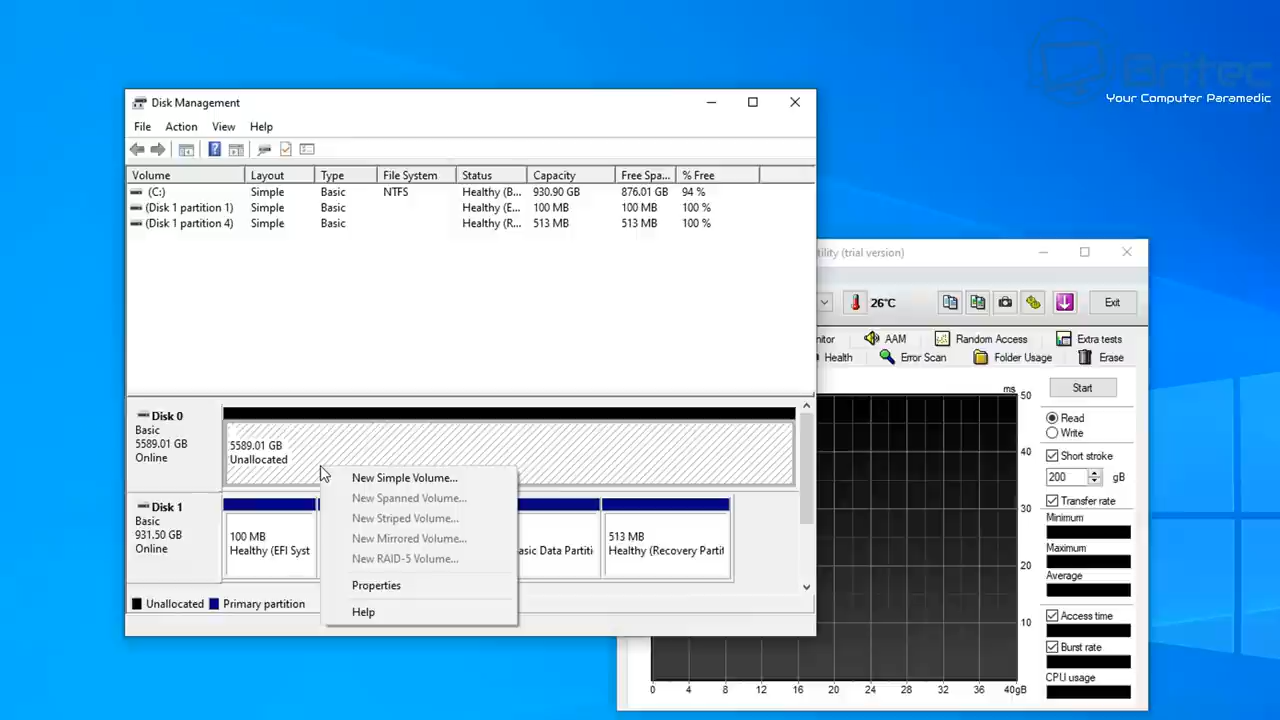 Britec
Your Computer Paramedic
Disk Management
File Action View Help
Volume Layout Type File System Status Capacity Free Spa... % Free
(C:) Simple Basic NTFS Healthy (B... 930.90 GB 876.01 GB 94 %
(Disk 1 partition 1) Simple Basic Healthy (E... 100 MB 100 MB 100 %
(Disk 1 partition 4) Simple Basic Healthy (R... 513 MB 513 MB 100 %
Disk 0
Basic
5589.01 GB
Online
5589.01 GB
Unallocated
New Simple Volume...
New Spanned Volume...
New Striped Volume...
New Mirrored Volume...
New RAID-5 Volume...
Properties
Help
Disk 1
Basic
931.50 GB
Online
100 MB
Healthy (EFI Syst
asic Data Partiti
513 MB
Healthy (Recovery Partit
Unallocated Primary partition
tility (trial version)
26°C
Exit
nitor AAM Random Access Extra tests
Health Error Scan Folder Usage Erase
ms
50
40
30
20
10
0 4 8 12 16 20 24 28 32 36 40gB
Start
Read
Write
Short stroke
200 gB
Transfer rate
Minimum
Maximum
Average
Access time
Burst rate
CPU usage